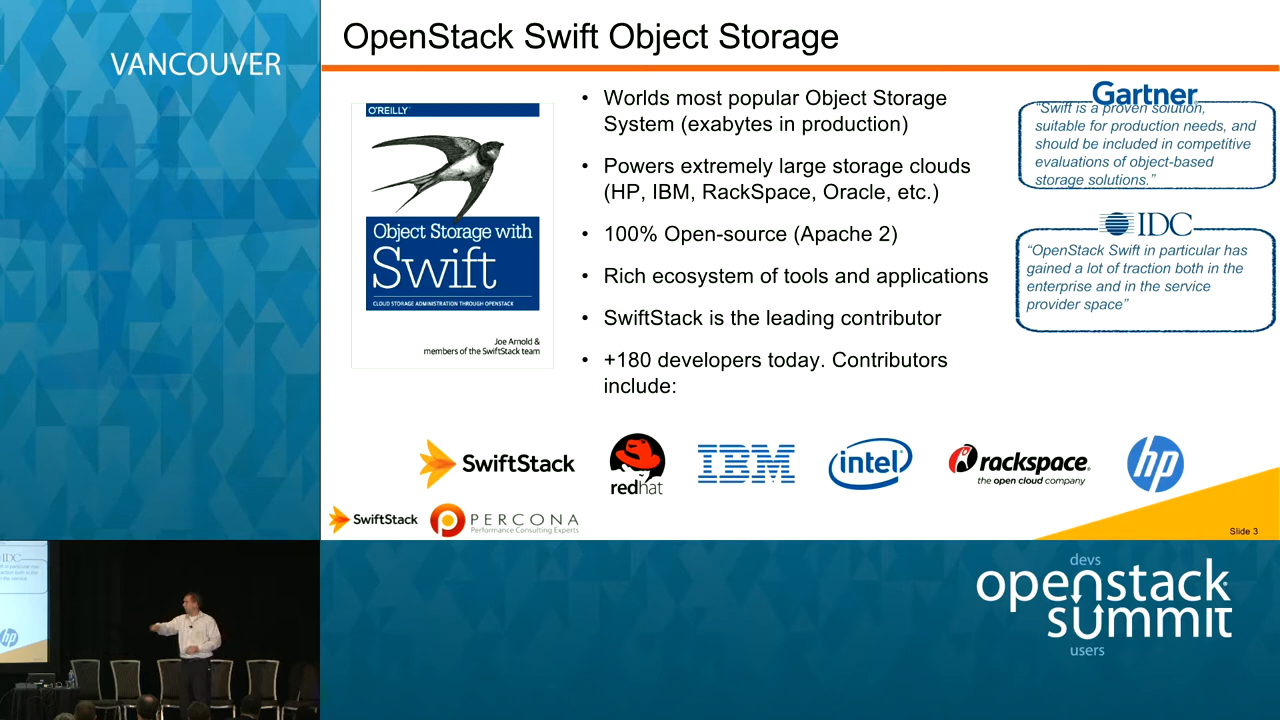 VANCOUVER
OpenStack Swift Object Storage
O'REILLY
Object Storage with
Swift
CLOUD STORAGE ADMINISTRATION THROUGH OPENSTACK
Joe Arnold &
members of the SwiftStack team
• Worlds most popular Object Storage
System (exabytes in production)
• Powers extremely large storage clouds
(HP, IBM, RackSpace, Oracle, etc.)
• 100% Open-source (Apache 2)
• Rich ecosystem of tools and applications
• SwiftStack is the leading contributor
• +180 developers today. Contributors
include:
Gartner
“Swift is a proven solution,
suitable for production needs, and
should be included in competitive
evaluations of object-based
storage solutions.”
IDC
“OpenStack Swift in particular has
gained a lot of traction both in the
enterprise and in the service
provider space”
SwiftStack
redhat
IBM
intel
rackspace
the open cloud company
hp
SwiftStack
PERCONA
Performance Consulting Experts
Slide 3
IDC
hp
devs
openstack
summit
users